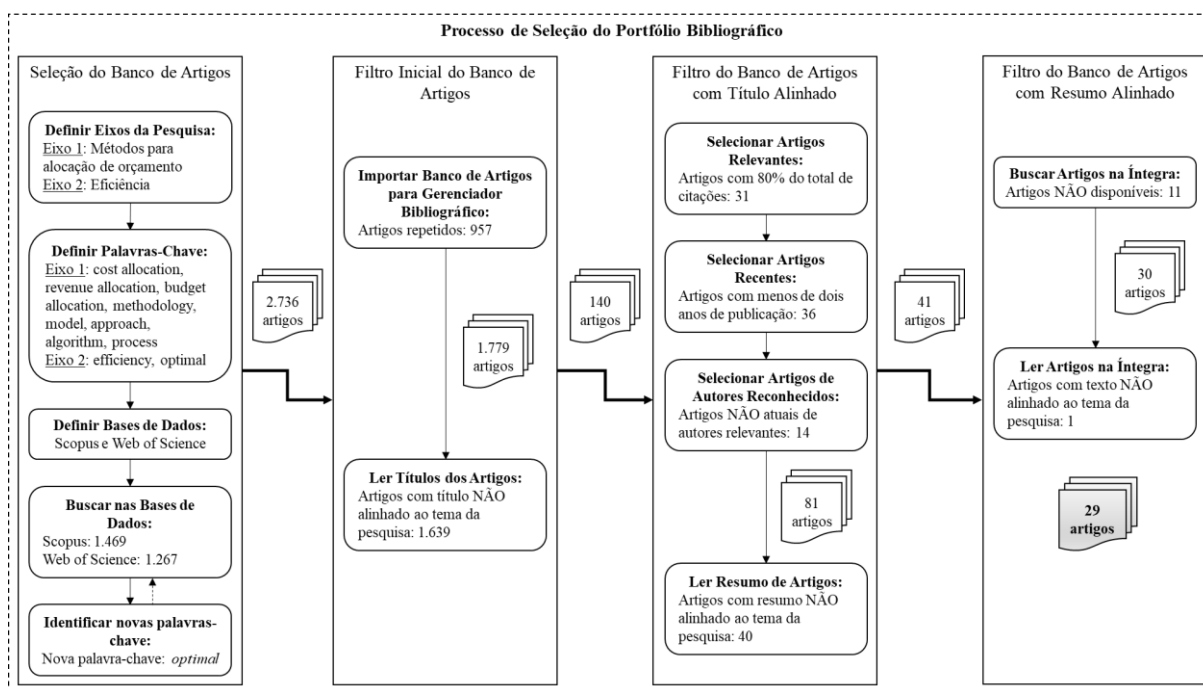 Processo de Seleção do Portfólio Bibliográfico
Seleção do Banco de Artigos
Definir Eixos da Pesquisa:
Eixo 1: Métodos para
alocação de orçamento
Eixo 2: Eficiência
Definir Palavras-Chave:
Eixo 1: cost allocation,
revenue allocation, budget
allocation, methodology,
model, approach,
algorithm, process
Eixo 2: efficiency, optimal
Definir Bases de Dados:
Scopus e Web of Science
Buscar nas Bases de
Dados:
Scopus: 1.469
Web of Science: 1.267
Identificar novas palavras-
chave:
Nova palavra-chave: optimal
2.736
artigos
Filtro Inicial do Banco de
Artigos
Importar Banco de Artigos
para Gerenciador
Bibliográfico:
Artigos repetidos: 957
1.779
artigos
Ler Títulos dos Artigos:
Artigos com título NÃO
alinhado ao tema da
pesquisa: 1.639
140
artigos
Filtro do Banco de Artigos
com Título Alinhado
Selecionar Artigos
Relevantes:
Artigos com 80% do total de
citações: 31
Selecionar Artigos
Recentes:
Artigos com menos de dois
anos de publicação: 36
Selecionar Artigos de
Autores Reconhecidos:
Artigos NÃO atuais de
autores relevantes: 14
81
artigos
Ler Resumo de Artigos:
Artigos com resumo NÃO
alinhado ao tema da
pesquisa: 40
41
artigos
Filtro do Banco de Artigos
com Resumo Alinhado
Buscar Artigos na Íntegra:
Artigos NÃO disponíveis: 11
30
artigos
Ler Artigos na Íntegra:
Artigos com texto NÃO
alinhado ao tema da
pesquisa: 1
29
artigos